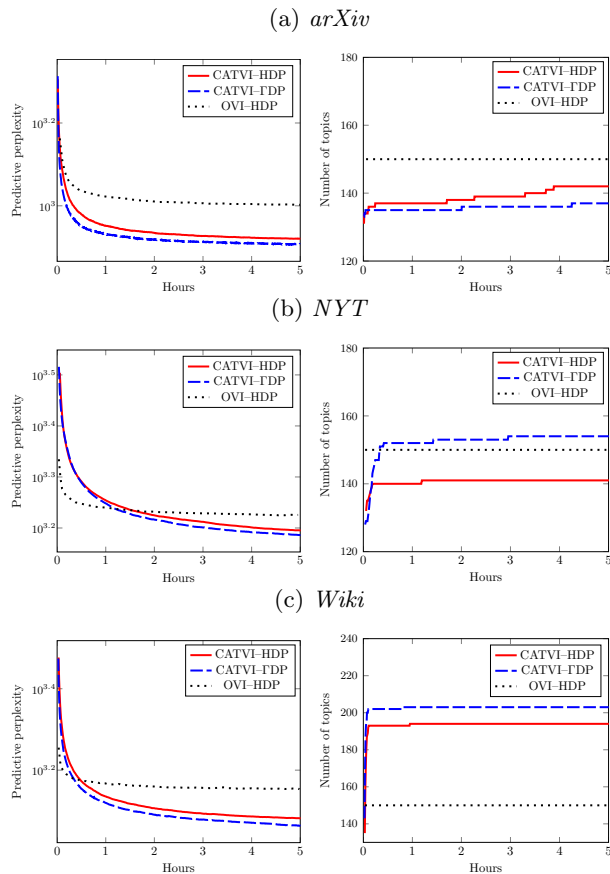 (a) arXiv
Predictive perplexity
10^3.2
10^3
0 1 2 3 4 5
Hours
CATVI–HDP
CATVI–ΓDP
OVI–HDP
Number of topics
180
160
140
120
0 1 2 3 4 5
Hours
CATVI–HDP
CATVI–ΓDP
OVI–HDP
(b) NYT
Predictive perplexity
10^3.5
10^3.4
10^3.3
10^3.2
0 1 2 3 4 5
Hours
CATVI–HDP
CATVI–ΓDP
OVI–HDP
Number of topics
180
160
140
120
0 1 2 3 4 5
Hours
CATVI–HDP
CATVI–ΓDP
OVI–HDP
(c) Wiki
Predictive perplexity
10^3.4
10^3.2
0 1 2 3 4 5
Hours
CATVI–HDP
CATVI–ΓDP
OVI–HDP
Number of topics
240
220
200
180
160
140
0 1 2 3 4 5
Hours
CATVI–HDP
CATVI–ΓDP
OVI–HDP